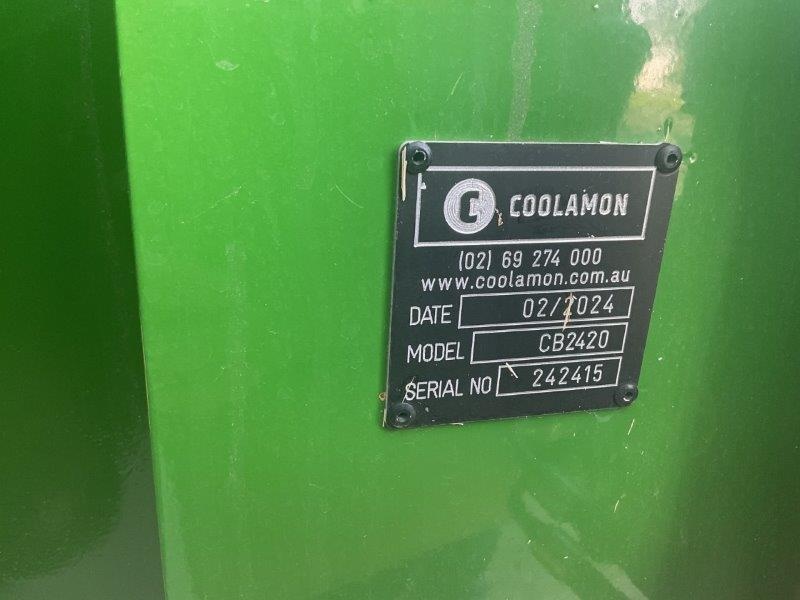 C COOLAMON
(02) 69 274 000
www.coolamon.com.au
DATE 02/2024
MODEL CB2420
SERIAL NO 242415